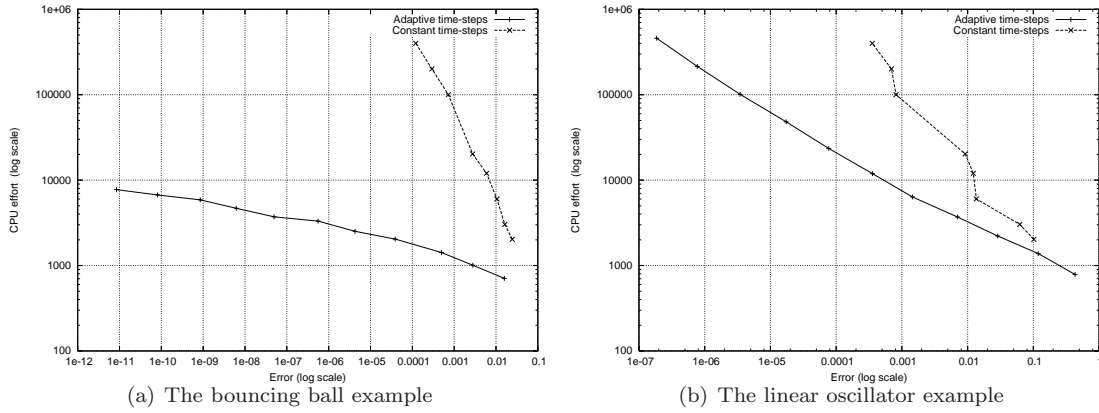 1e+06
100000
10000
1000
100
CPU effort (log scale)
Adaptive time-steps
Constant time-steps
1e-12 1e-11 1e-10 1e-09 1e-08 1e-07 1e-06 1e-05 0.0001 0.001 0.01 0.1
Error (log scale)
(a) The bouncing ball example
1e+06
100000
10000
1000
100
CPU effort (log scale)
Adaptive time-steps
Constant time-steps
1e-07 1e-06 1e-05 0.0001 0.001 0.01 0.1 1
Error (log scale)
(b) The linear oscillator example